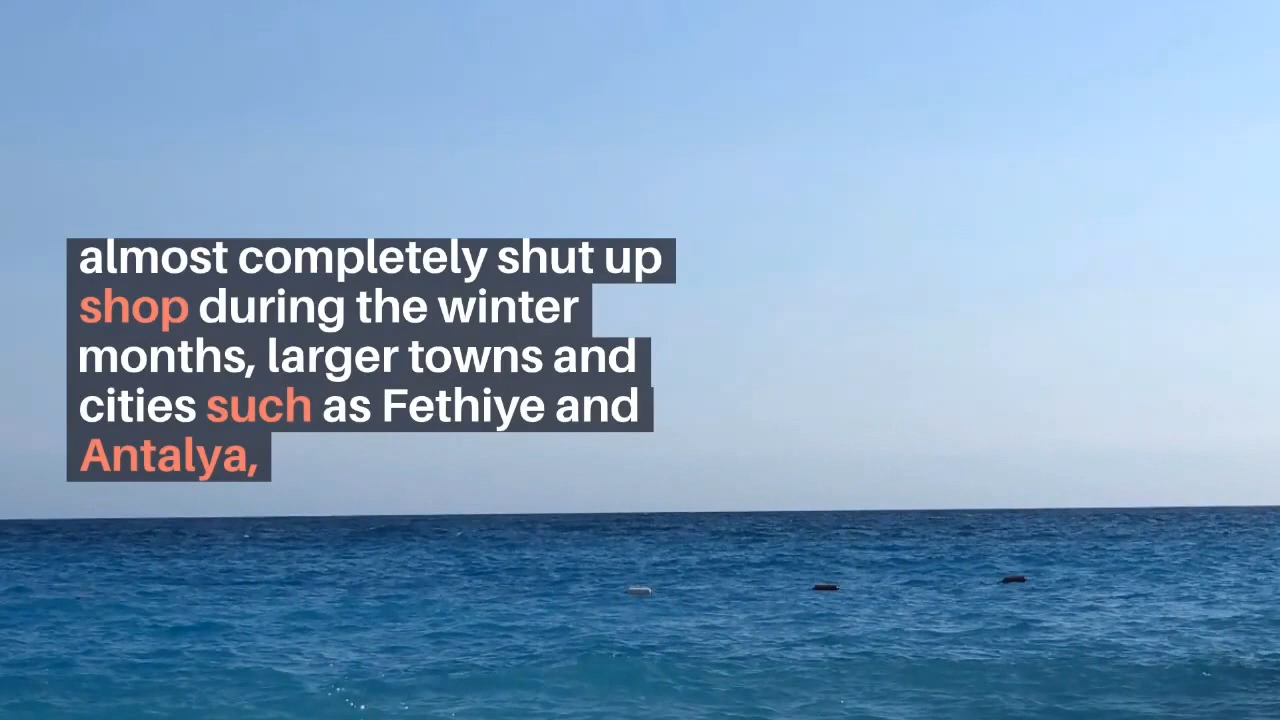 almost completely shut up
shop during the winter
months, larger towns and
cities such as Fethiye and
Antalya,